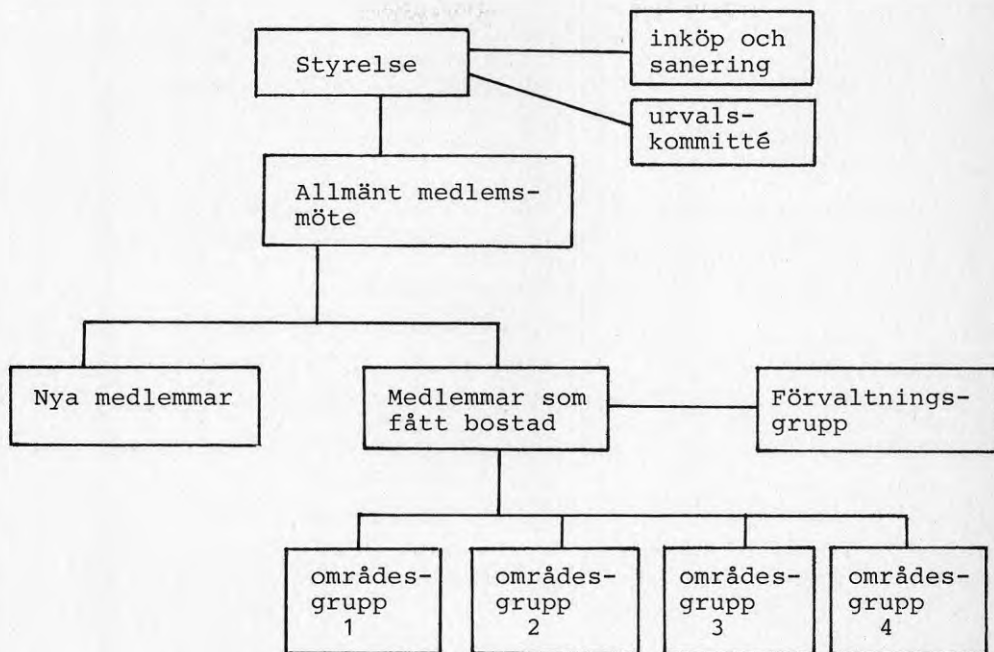 Styrelse
inköp och
sanering
urvals-
kommitté
Allmänt medlems-
möte
Nya medlemmar
Medlemmar som
fått bostad
Förvaltnings-
grupp
områdes-
grupp
1
områdes-
grupp
2
områdes-
grupp
3
områdes-
grupp
4